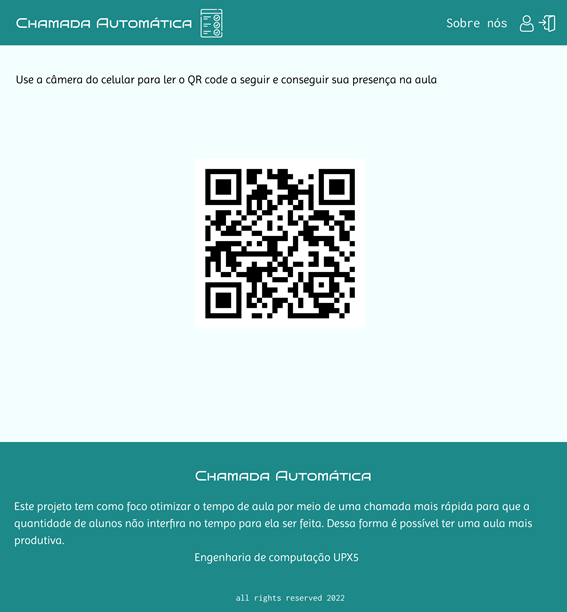 Chamada Automática
Sobre nós
Use a câmera do celular para ler o QR code a seguir e conseguir sua presença na aula
Chamada Automática
Este projeto tem como foco otimizar o tempo de aula por meio de uma chamada mais rápida para que a
quantidade de alunos não interfira no tempo para ela ser feita. Dessa forma é possível ter uma aula mais
produtiva.
Engenharia de computação UPX5
all rights reserved 2022